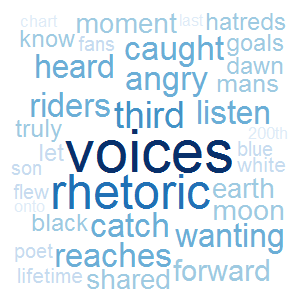 chart moment last hatreds
know fans caught goals
heard angry dawn
mans
riders third listen
truly 200th
let voices blue
son white
flew rhetoric earth
onto moon
black catch wanting
poet reaches forward
lifetime shared